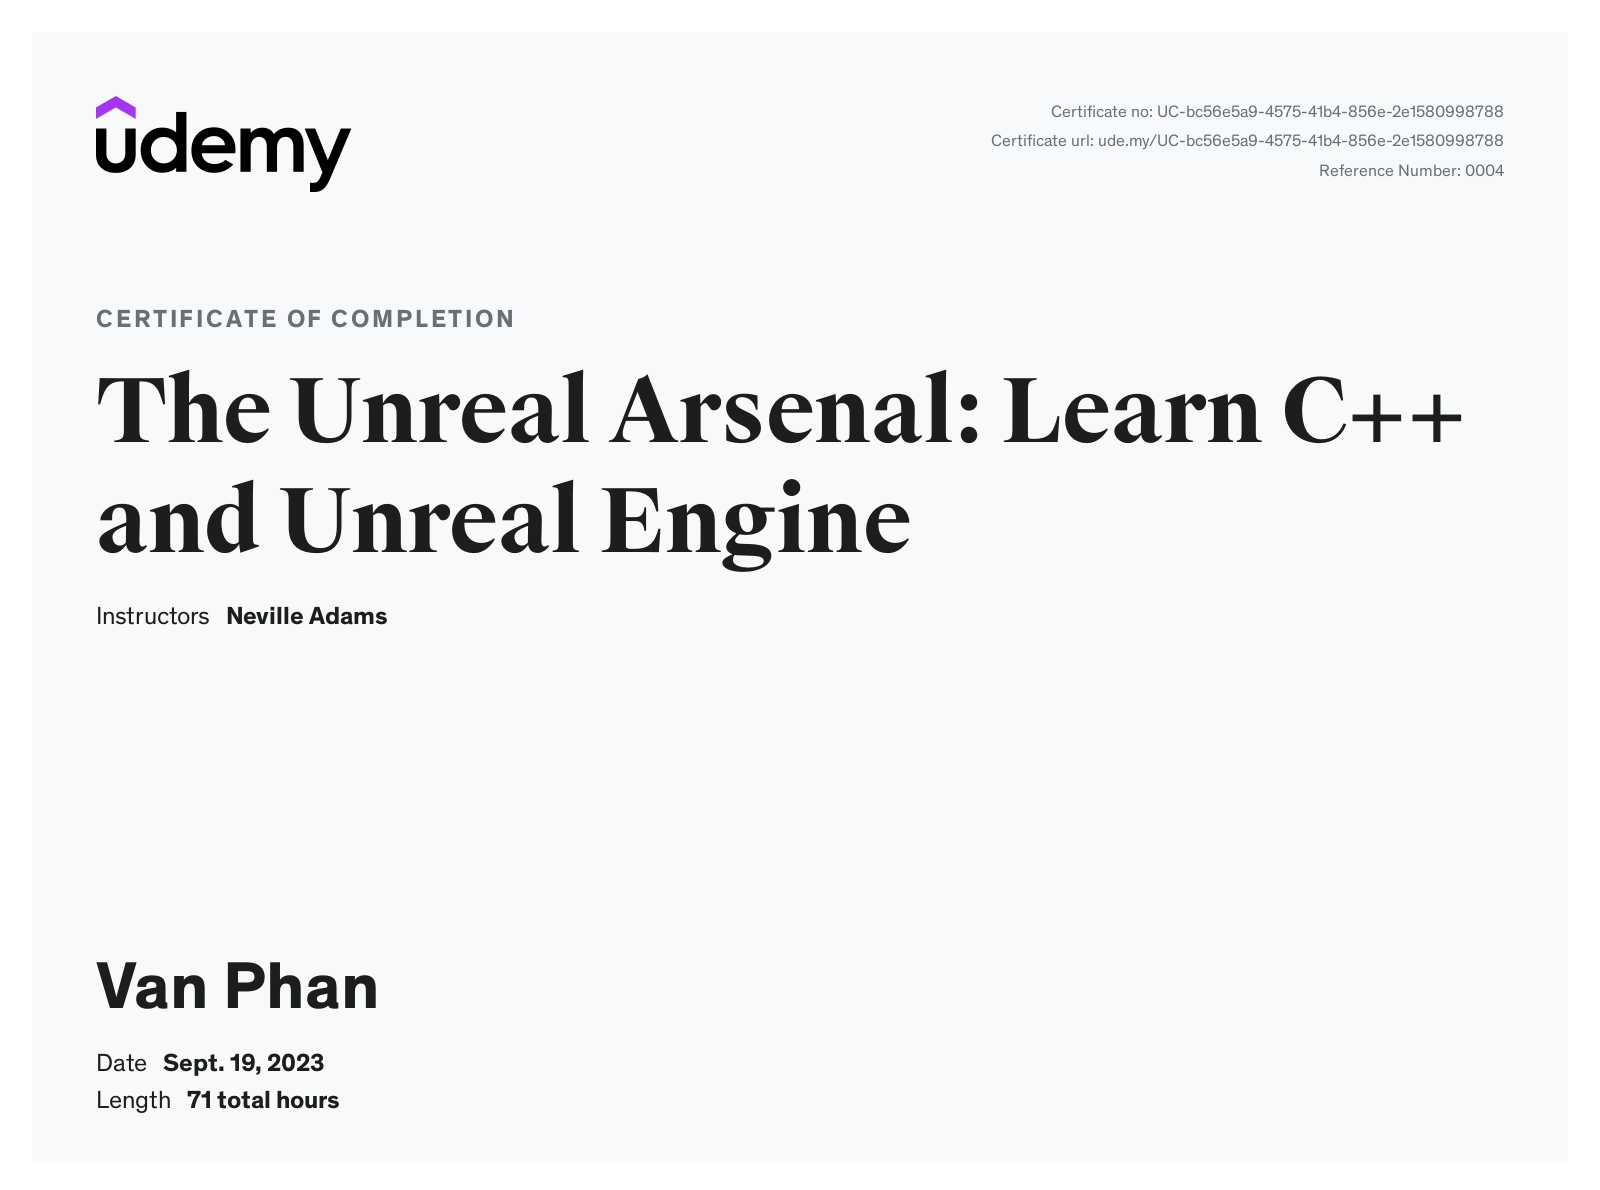 udemy
Certificate no: UC-bc56e5a9-4575-41b4-856e-2e1580998788
Certificate url: ude.my/UC-bc56e5a9-4575-41b4-856e-2e1580998788
Reference Number: 0004
CERTIFICATE OF COMPLETION
The Unreal Arsenal: Learn C++
and Unreal Engine
Instructors Neville Adams
Van Phan
Date Sept. 19, 2023
Length 71 total hours